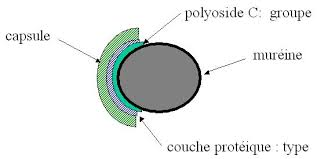 polyoside C: groupe
capsule
muréine
couche protéique : type